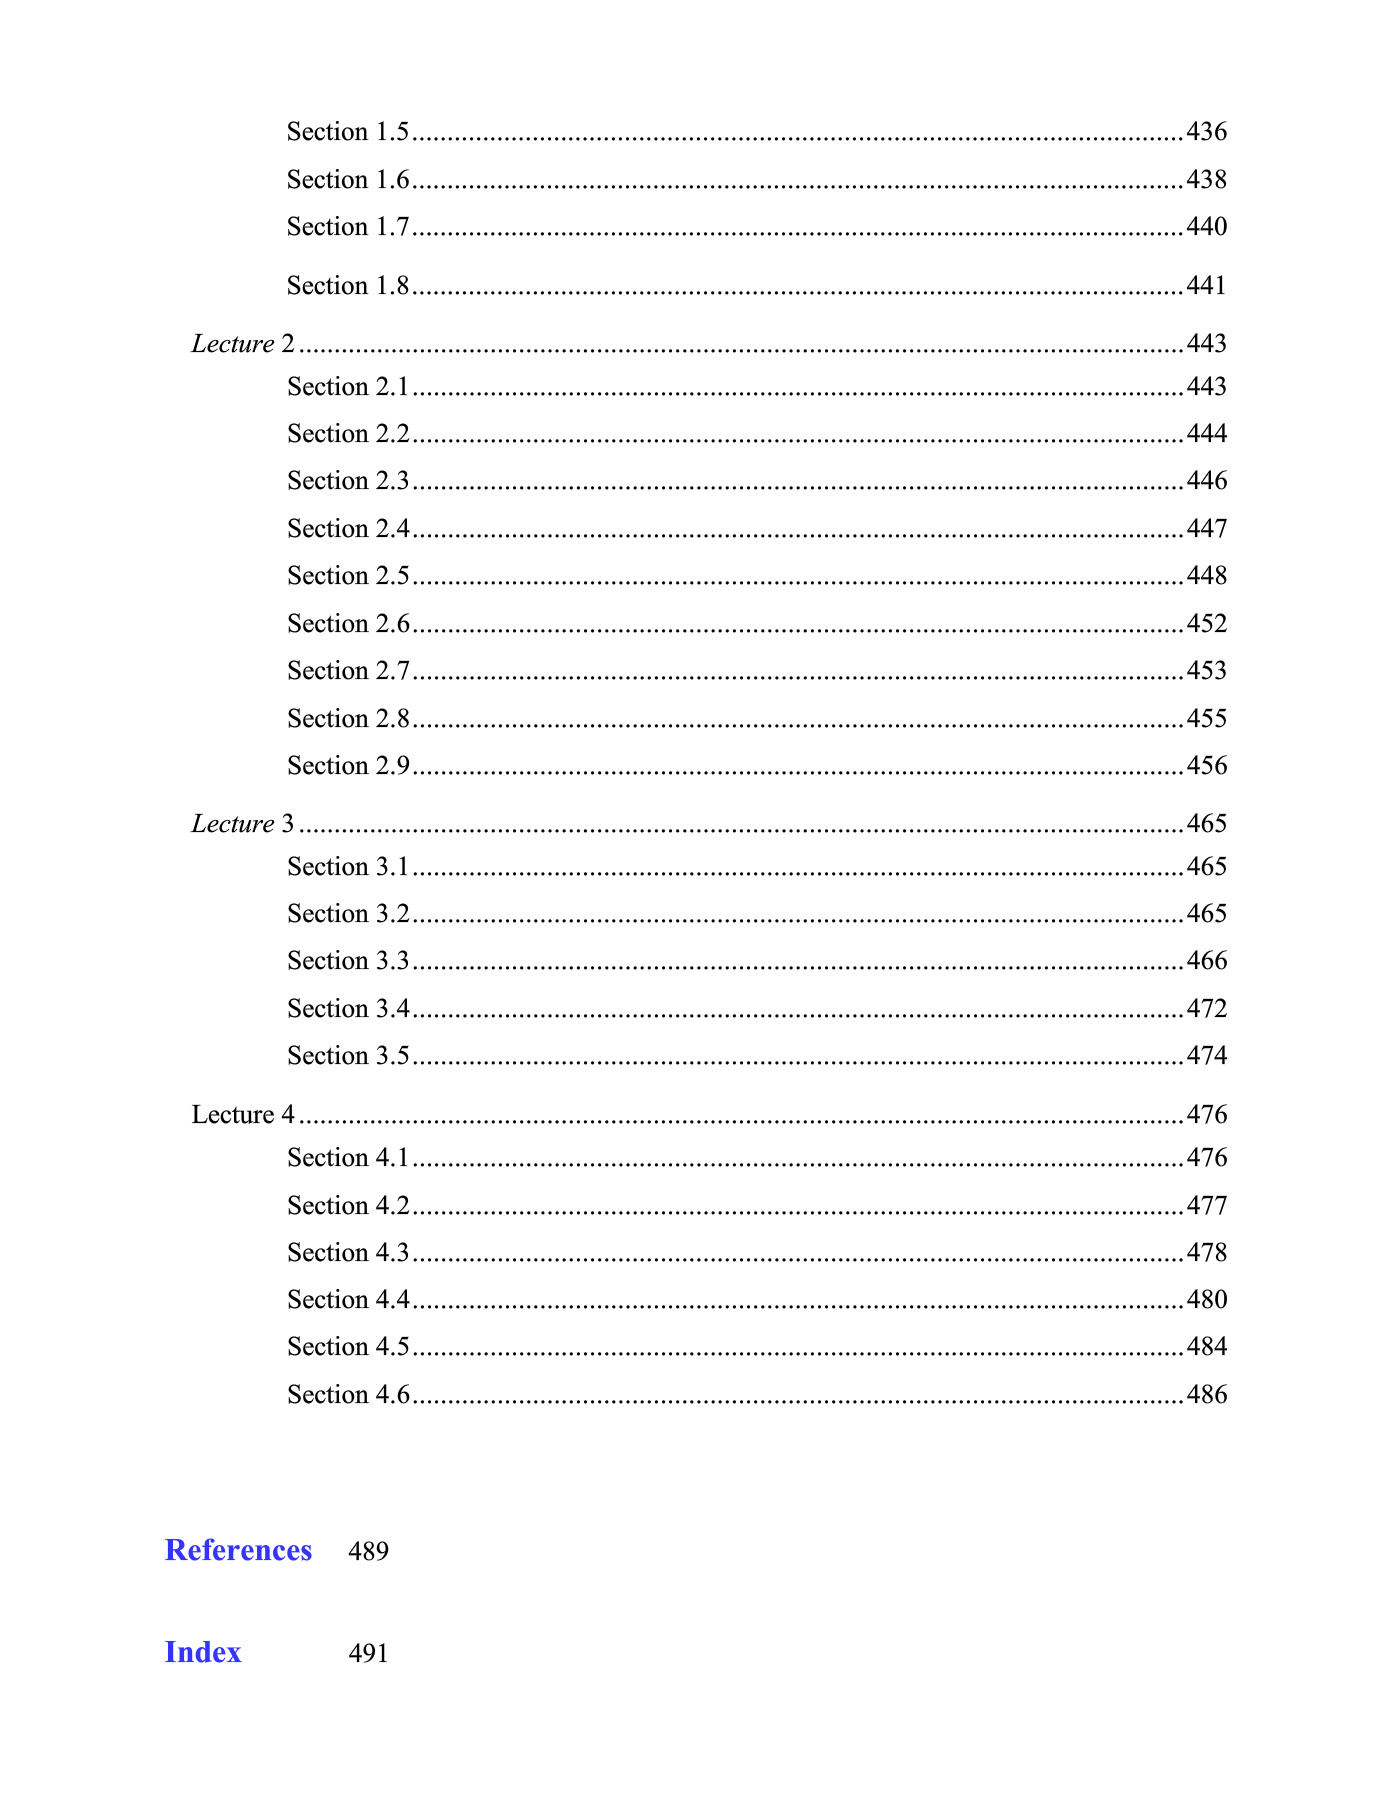 Section 1.5 436
Section 1.6 438
Section 1.7 440
Section 1.8 441
Lecture 2 443
Section 2.1 443
Section 2.2 444
Section 2.3 446
Section 2.4 447
Section 2.5 448
Section 2.6 452
Section 2.7 453
Section 2.8 455
Section 2.9 456
Lecture 3 465
Section 3.1 465
Section 3.2 465
Section 3.3 466
Section 3.4 472
Section 3.5 474
Lecture 4 476
Section 4.1 476
Section 4.2 477
Section 4.3 478
Section 4.4 480
Section 4.5 484
Section 4.6 486
References 489
Index 491